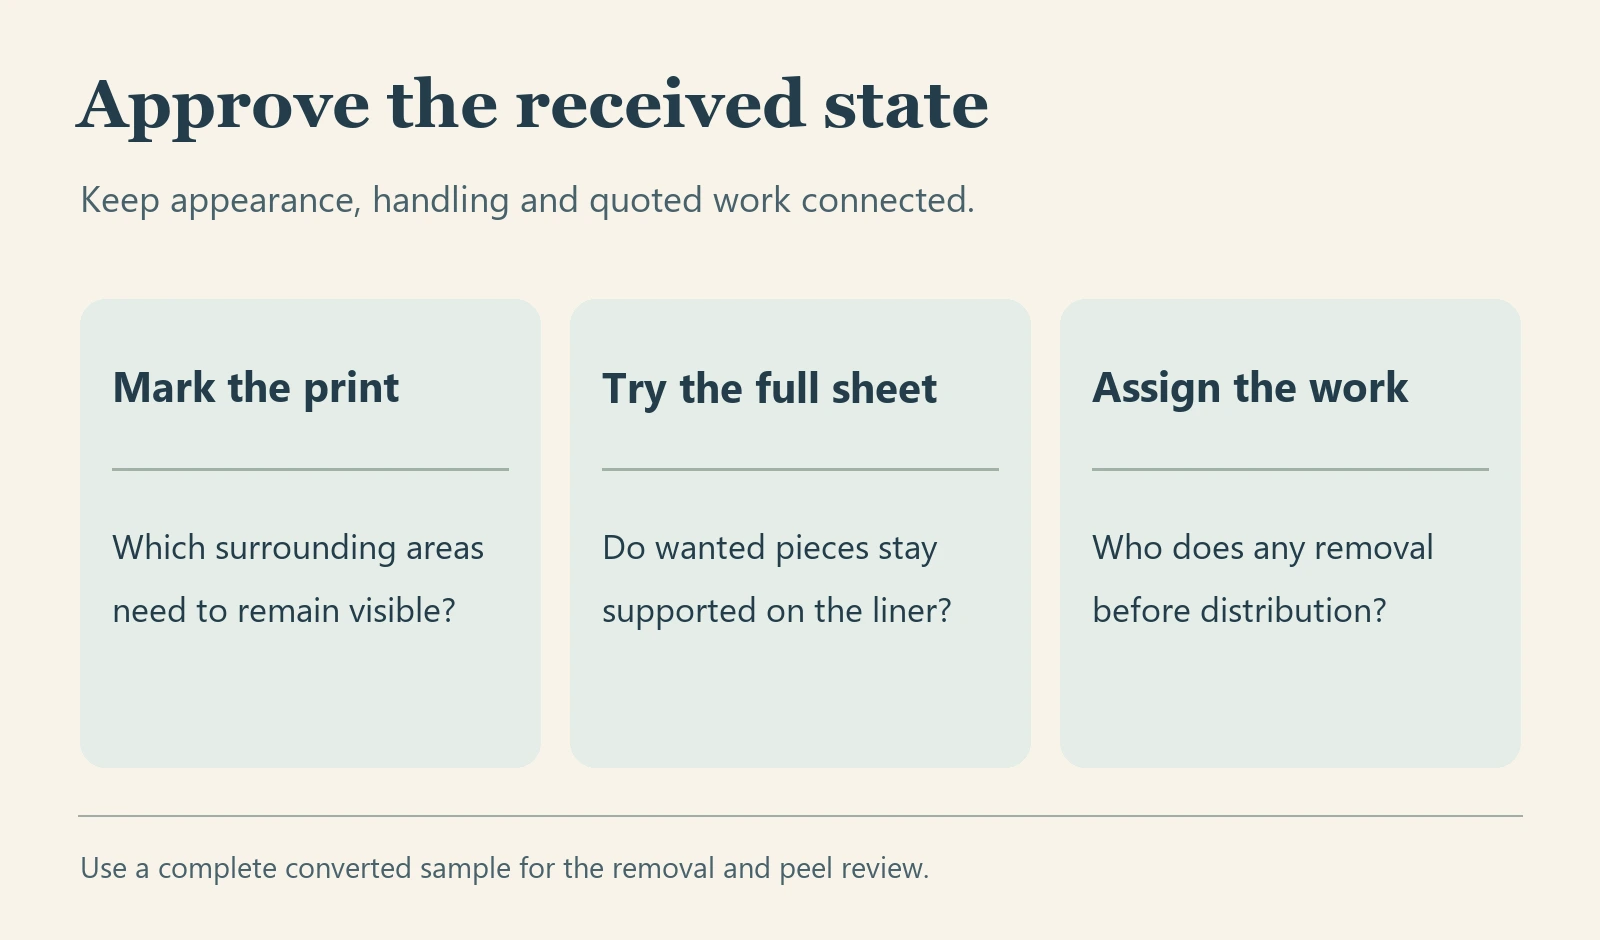 Approve the received state
Keep appearance, handling and quoted work connected.
Mark the print
Which surrounding areas
need to remain visible?
Try the full sheet
Do wanted pieces stay
supported on the liner?
Assign the work
Who does any removal
before distribution?
Use a complete converted sample for the removal and peel review.